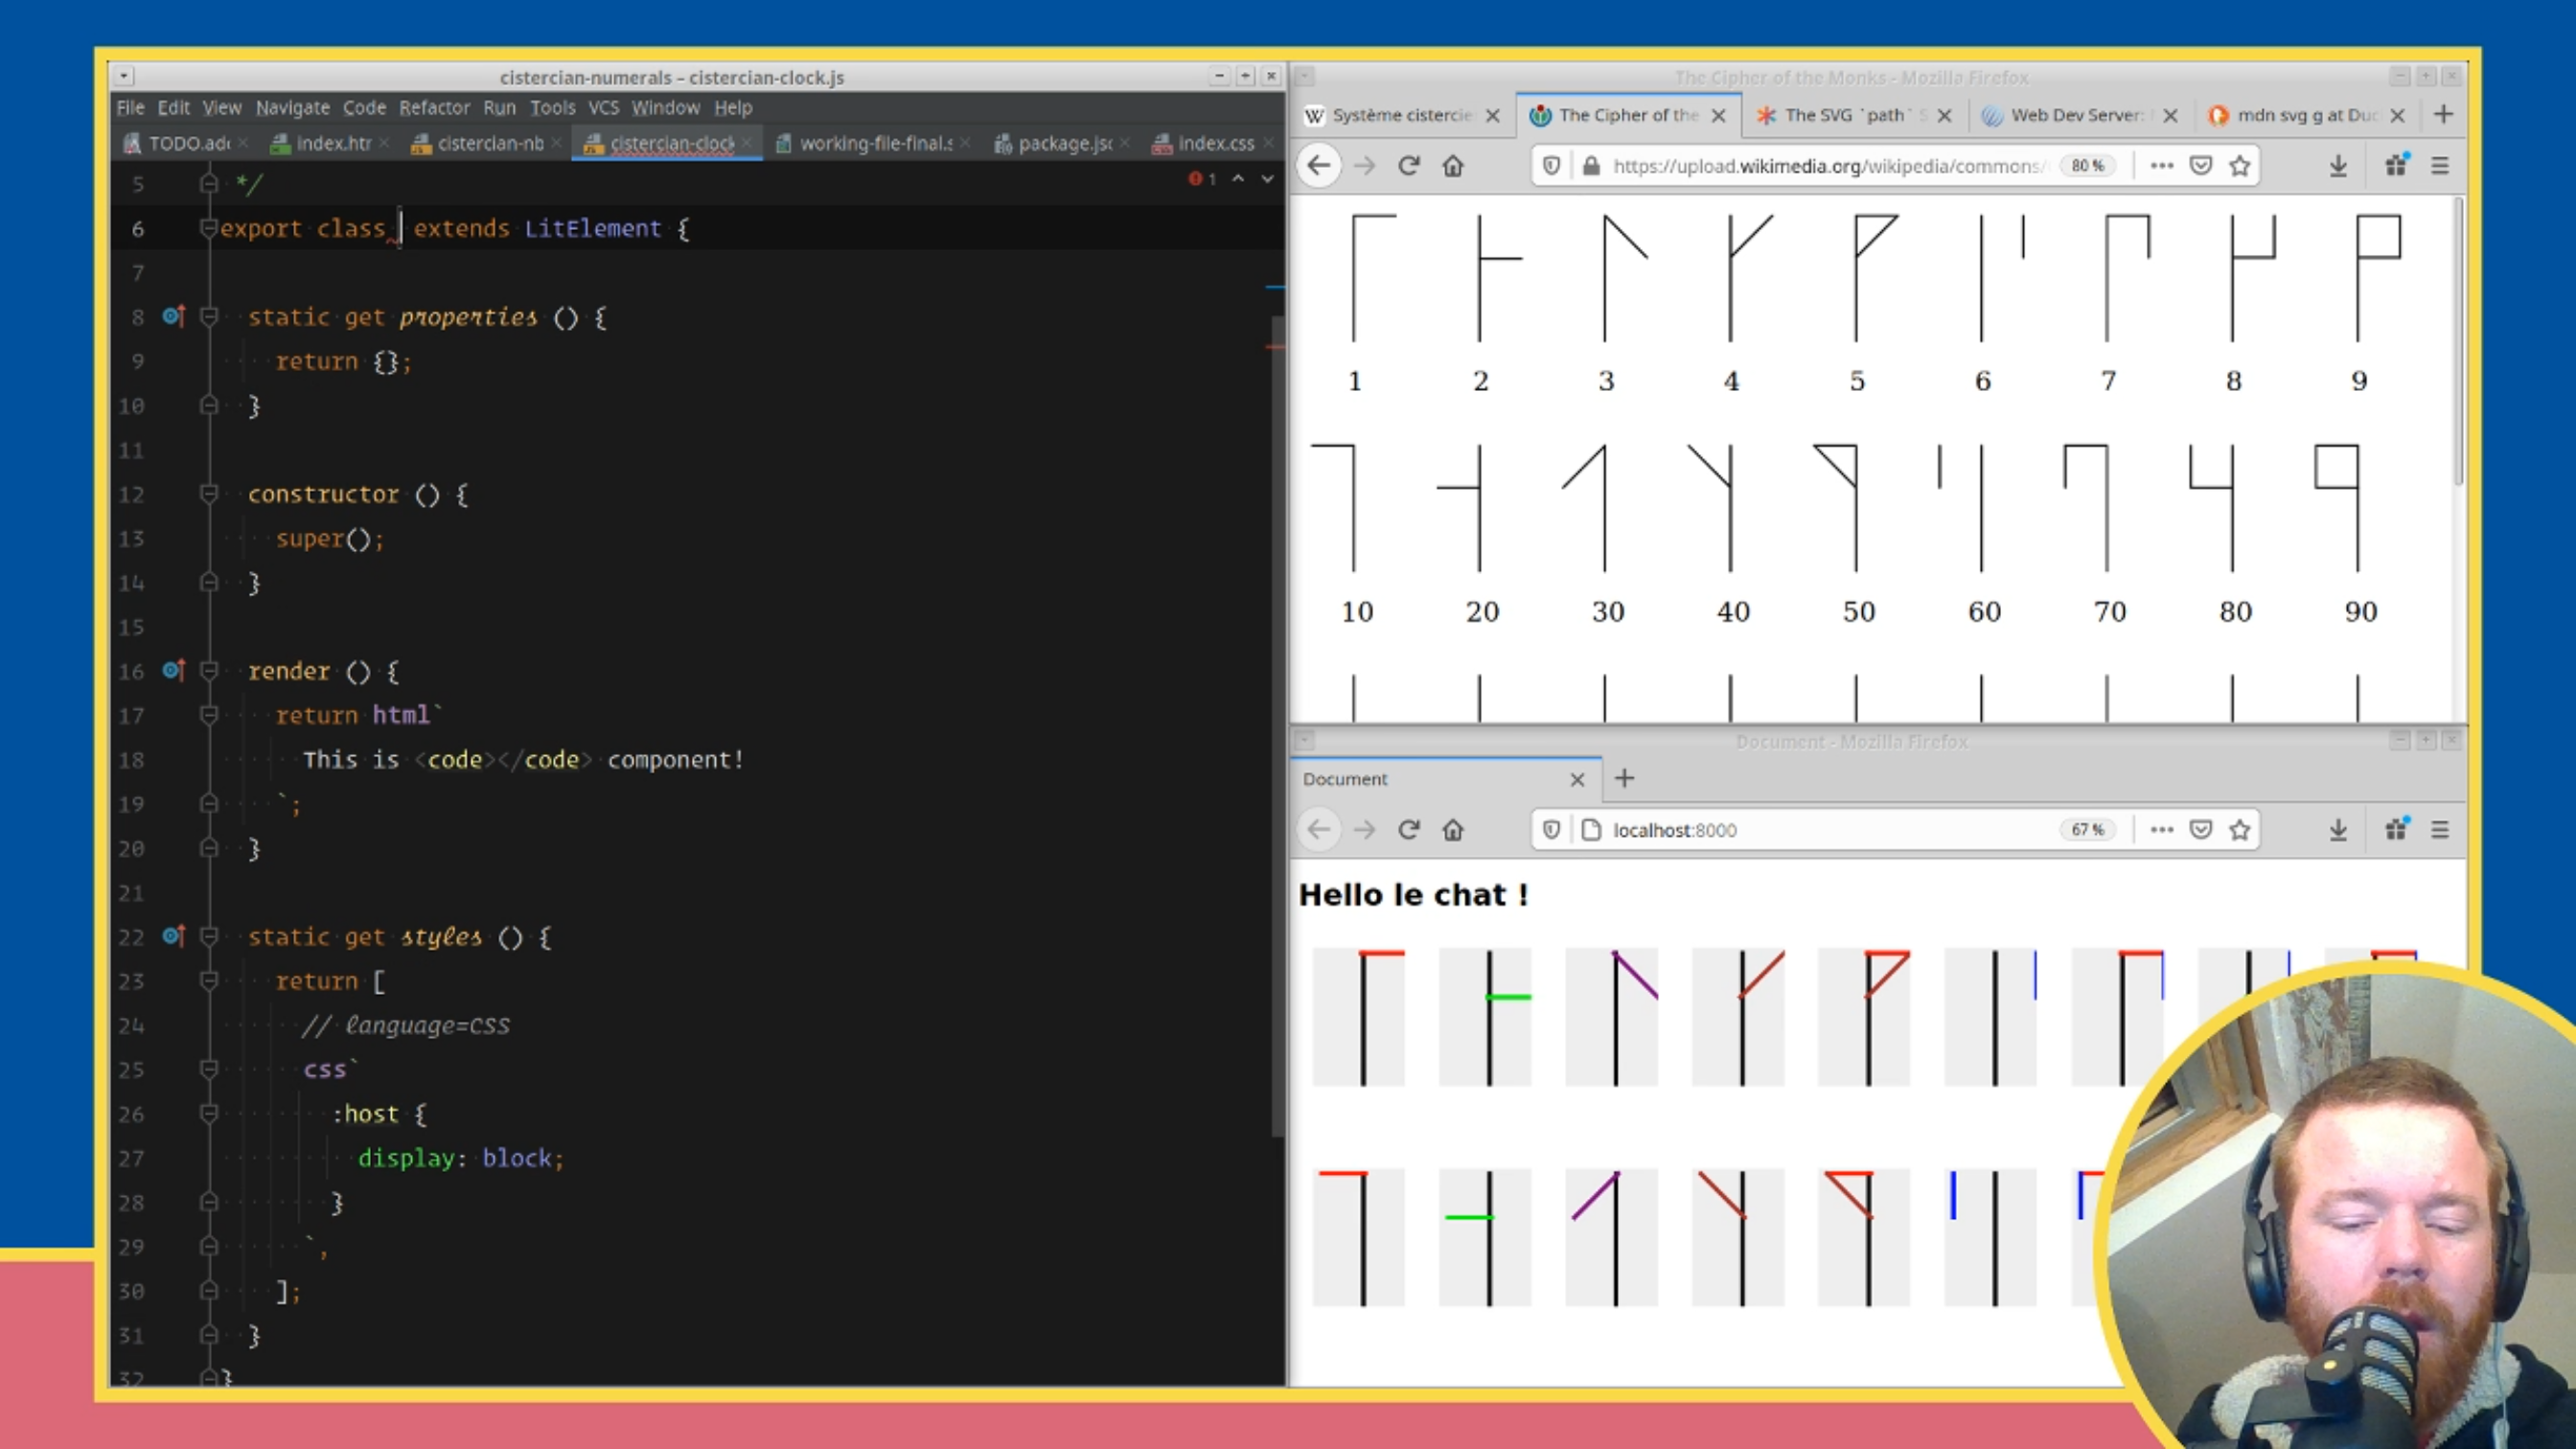 cistercian-numerals – cistercian-clock.js
File Edit View Navigate Code Refactor Run Tools VCS Window Help
TODO.ad index.htr cistercian-nb cistercian-clock working-file-final.s package.jsc index.css
5 */
1
6 export class extends LitElement {
7
8 static get properties () {
9 return {};
10 }
11
12 constructor () {
13 super();
14 }
15
16 render () {
17 return html`
18 This is <code></code> component!
19 `;
20 }
21
22 static get styles () {
23 return [
24 // language=CSS
25 css`
26 :host {
27 display: block;
28 }
29 `,
30 ];
31 }
32 }
The Cipher of the Monks - Mozilla Firefox
W Système cistercie The Cipher of the The SVG `path` S Web Dev Server: mdn svg g at Duc
https://upload.wikimedia.org/wikipedia/commons/ 80 %
1 2 3 4 5 6 7 8 9
10 20 30 40 50 60 70 80 90
Document - Mozilla Firefox
Document
localhost:8000 67 %
Hello le chat !